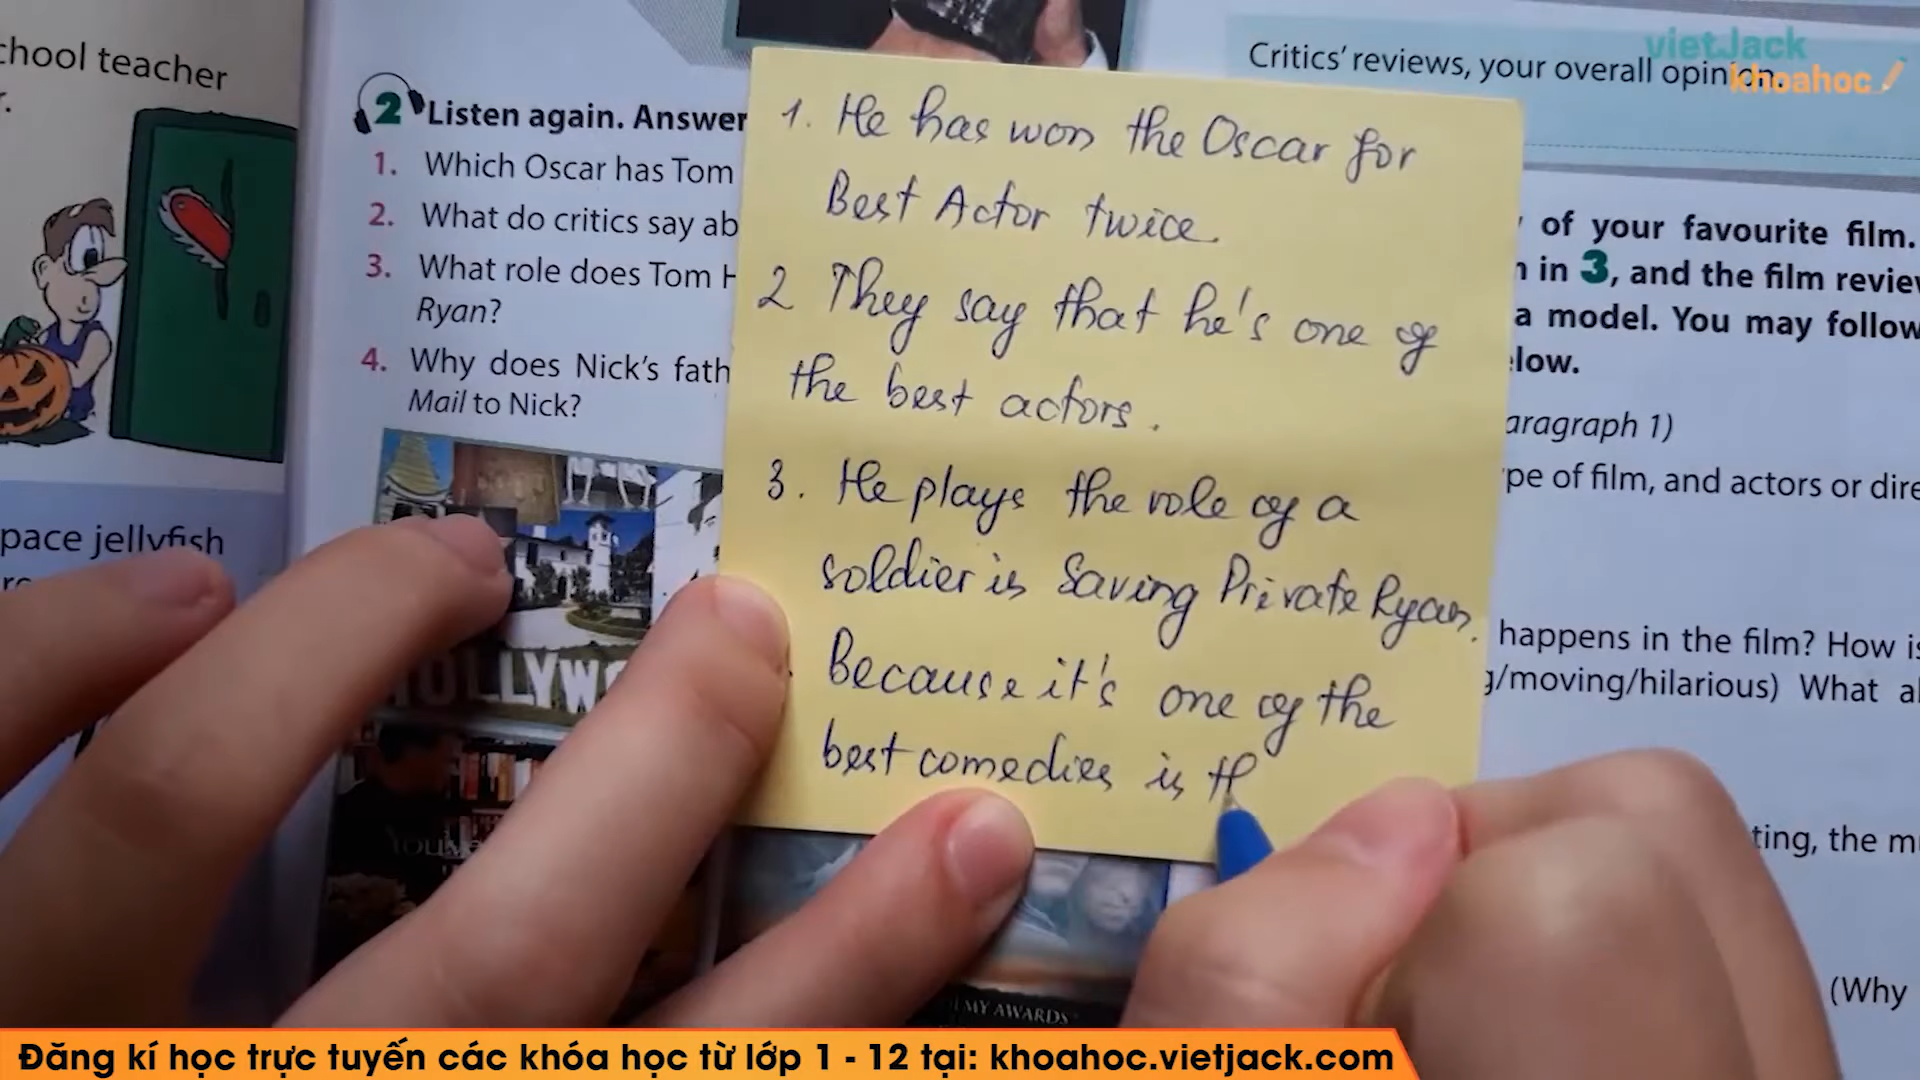 chool teacher
r.
pace jellyfish
2 Listen again. Answer
1. Which Oscar has Tom
2. What do critics say ab
3. What role does Tom H
Ryan?
4. Why does Nick's fath
Mail to Nick?
HOLLYWO
MY AWARDS
1. He has won the Oscar for
Best Actor twice.
2 They say that he's one of
the best actors.
3. He plays the role of a
soldier in Saving Private Ryan.
Because it's one of the
best comedies in th
Critics' reviews, your overall opinion.
vietJack
khoahoc
of your favourite film.
n in 3, and the film review
a model. You may follow
low.
aragraph 1)
pe of film, and actors or dire
happens in the film? How is
g/moving/hilarious) What al
ting, the m
(Why
Đăng kí học trực tuyến các khóa học từ lớp 1 - 12 tại: khoahoc.vietjack.com